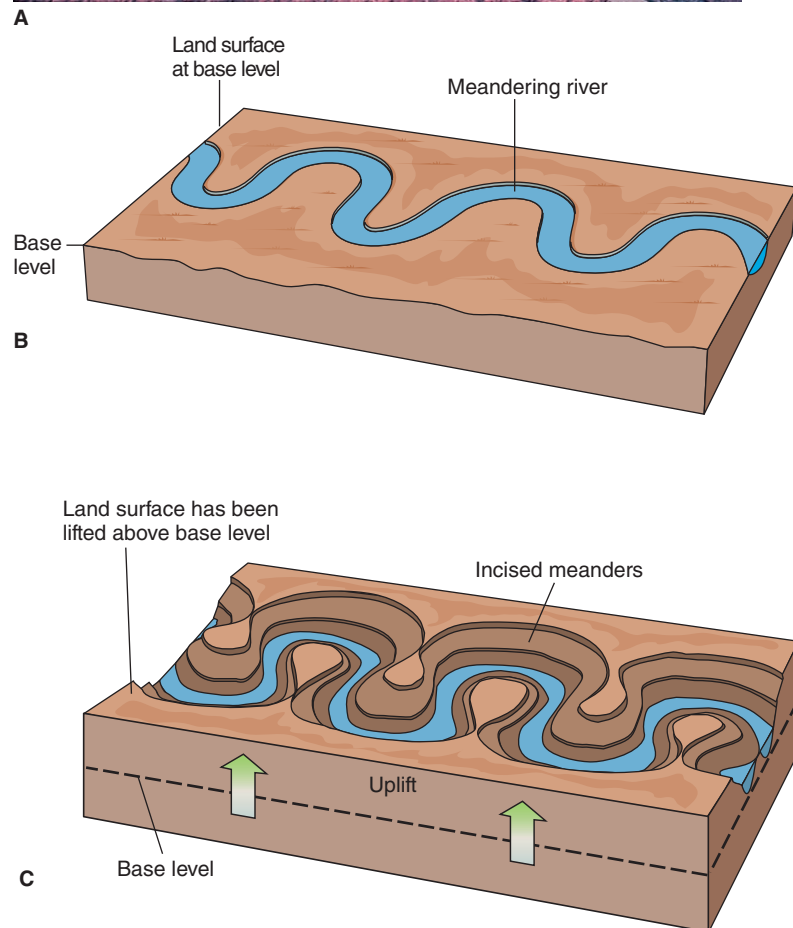 A
Land surface
at base level
Meandering river
Base
level
B
Land surface has been
lifted above base level
Incised meanders
Uplift
Base level
C